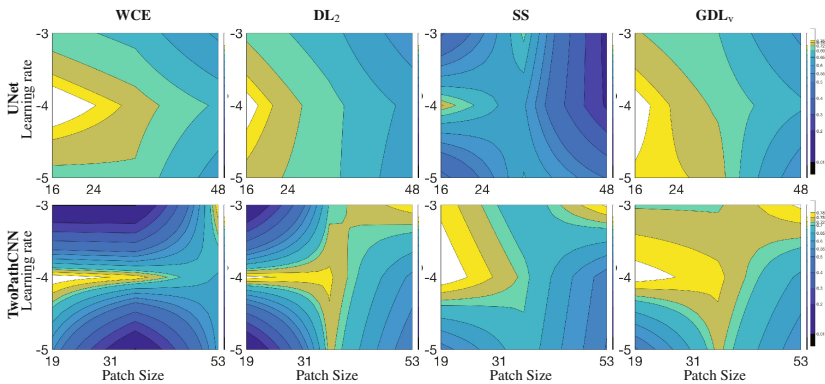 WCE DL₂ SS GDLᵥ
UNet
Learning rate
-3 -3 -3 -3
-4 -4 -4 -4
-5 -5 -5 -5
16 24 48 16 24 48 16 24 48 16 24 48
TwoPathCNN
Learning rate
-3 -3 -3 -3
-4 -4 -4 -4
-5 -5 -5 -5
19 31 53 19 31 53 19 31 53 19 31 53
Patch Size Patch Size Patch Size Patch Size